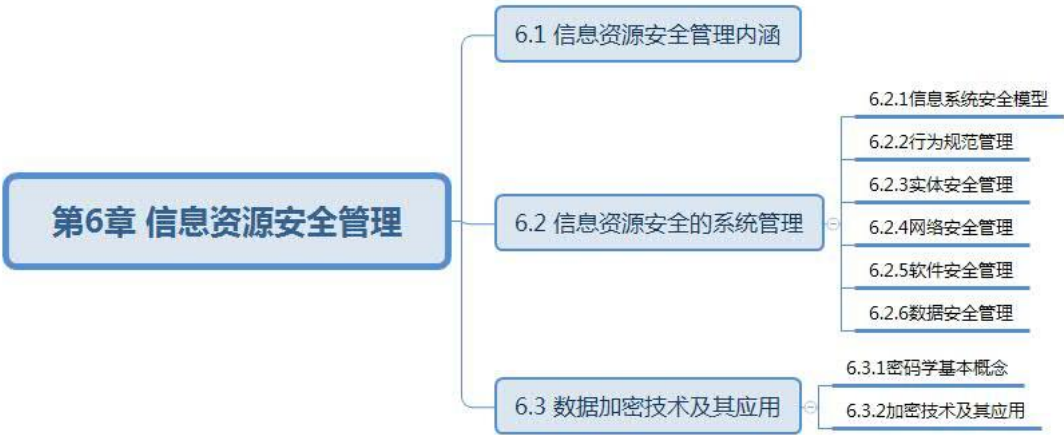 第6章 信息资源安全管理
6.1 信息资源安全管理内涵
6.2 信息资源安全的系统管理
6.2.1信息系统安全模型
6.2.2行为规范管理
6.2.3实体安全管理
6.2.4网络安全管理
6.2.5软件安全管理
6.2.6数据安全管理
6.3 数据加密技术及其应用
6.3.1密码学基本概念
6.3.2加密技术及其应用